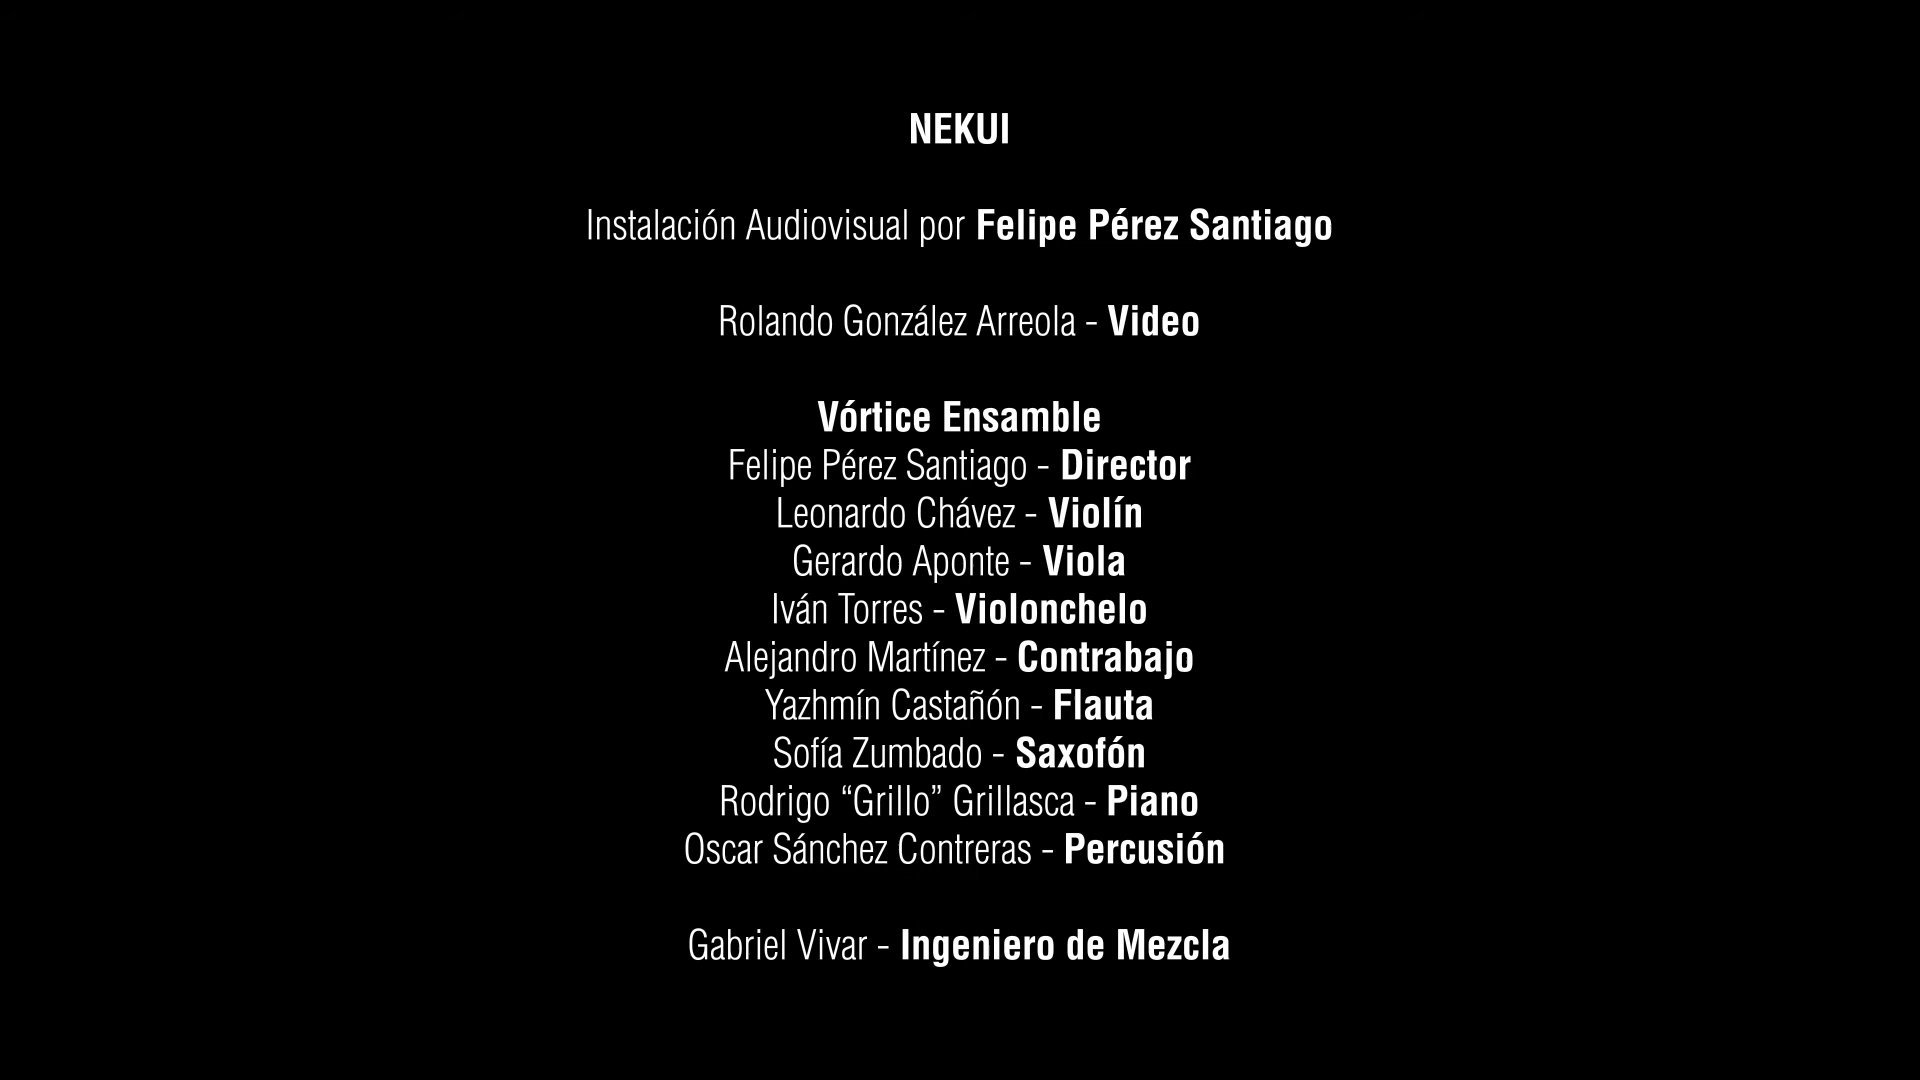 NEKUI
Instalación Audiovisual por Felipe Pérez Santiago
Rolando González Arreola - Video
Vórtice Ensamble
Felipe Pérez Santiago - Director
Leonardo Chávez - Violín
Gerardo Aponte - Viola
Iván Torres - Violonchelo
Alejandro Martínez - Contrabajo
Yazhmín Castañón - Flauta
Sofía Zumbado - Saxofón
Rodrigo “Grillo” Grillasca - Piano
Oscar Sánchez Contreras - Percusión
Gabriel Vivar - Ingeniero de Mezcla